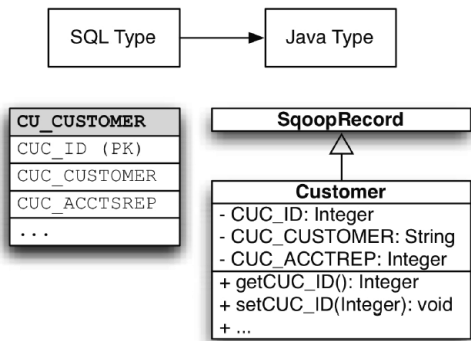 SQL Type
Java Type
CU_CUSTOMER
CUC_ID (PK)
CUC_CUSTOMER
CUC_ACCTSREP
...
SqoopRecord
Customer
- CUC_ID: Integer
- CUC_CUSTOMER: String
- CUC_ACCTREP: Integer
+ getCUC_ID(): Integer
+ setCUC_ID(Integer): void
+ ...